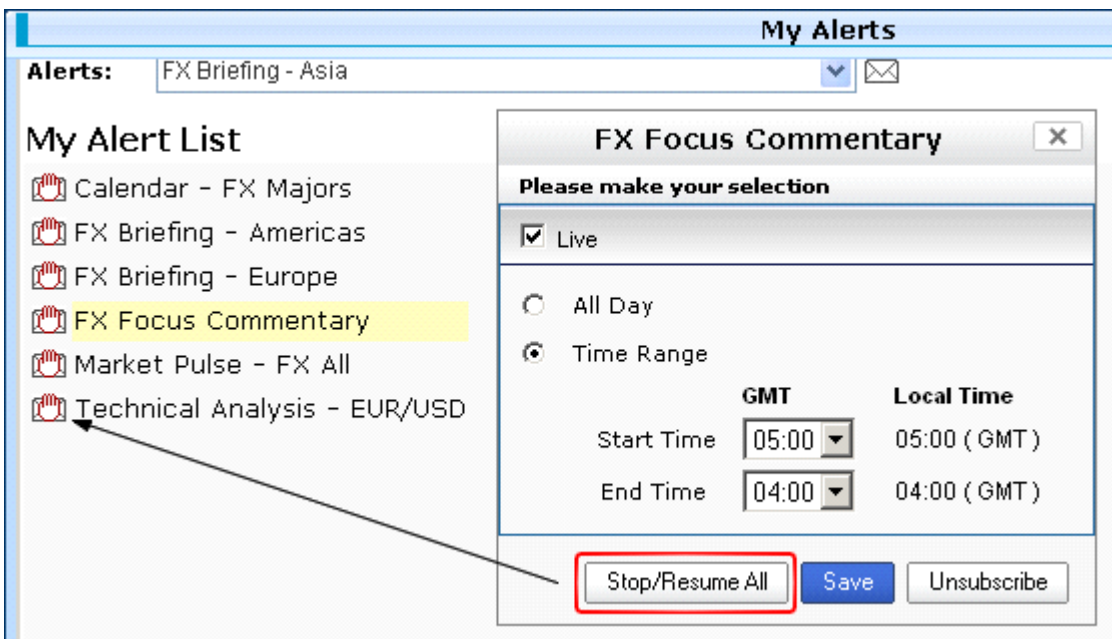 My Alerts
Alerts: FX Briefing - Asia
My Alert List
Calendar - FX Majors
FX Briefing - Americas
FX Briefing - Europe
FX Focus Commentary
Market Pulse - FX All
Technical Analysis - EUR/USD
FX Focus Commentary
Please make your selection
Live
All Day
Time Range
GMT Local Time
Start Time 05:00 05:00 ( GMT )
End Time 04:00 04:00 ( GMT )
Stop/Resume All Save Unsubscribe